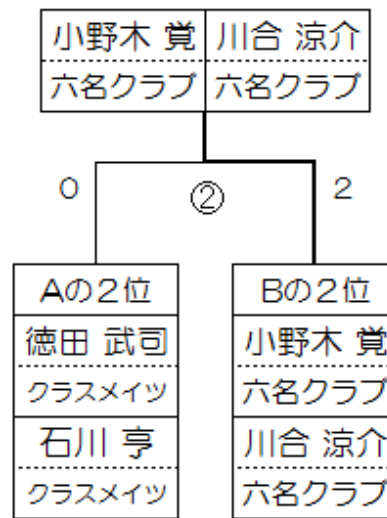 小野木 覚 川合 涼介
六名クラブ 六名クラブ
0 ② 2
Aの2位 Bの2位
徳田 武司 小野木 覚
クラスメイツ 六名クラブ
石川 亨 川合 涼介
クラスメイツ 六名クラブ